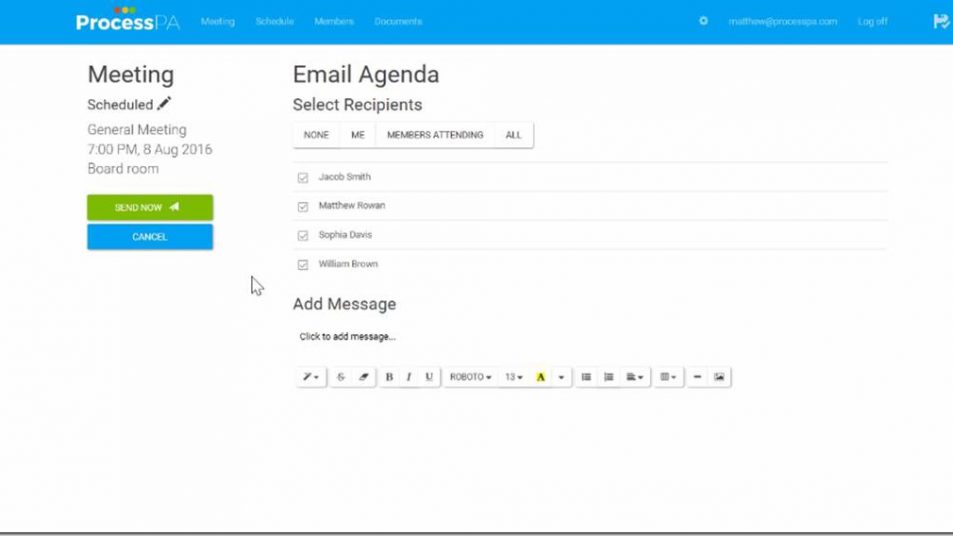 ProcessPA Meeting Schedule Members Documents matthew@processpa.com Log off
Meeting
Scheduled
General Meeting
7:00 PM, 8 Aug 2016
Board room
SEND NOW
CANCEL
Email Agenda
Select Recipients
NONE ME MEMBERS ATTENDING ALL
Jacob Smith
Matthew Rowan
Sophia Davis
William Brown
Add Message
Click to add message...
S B I U ROBOTO 13 A